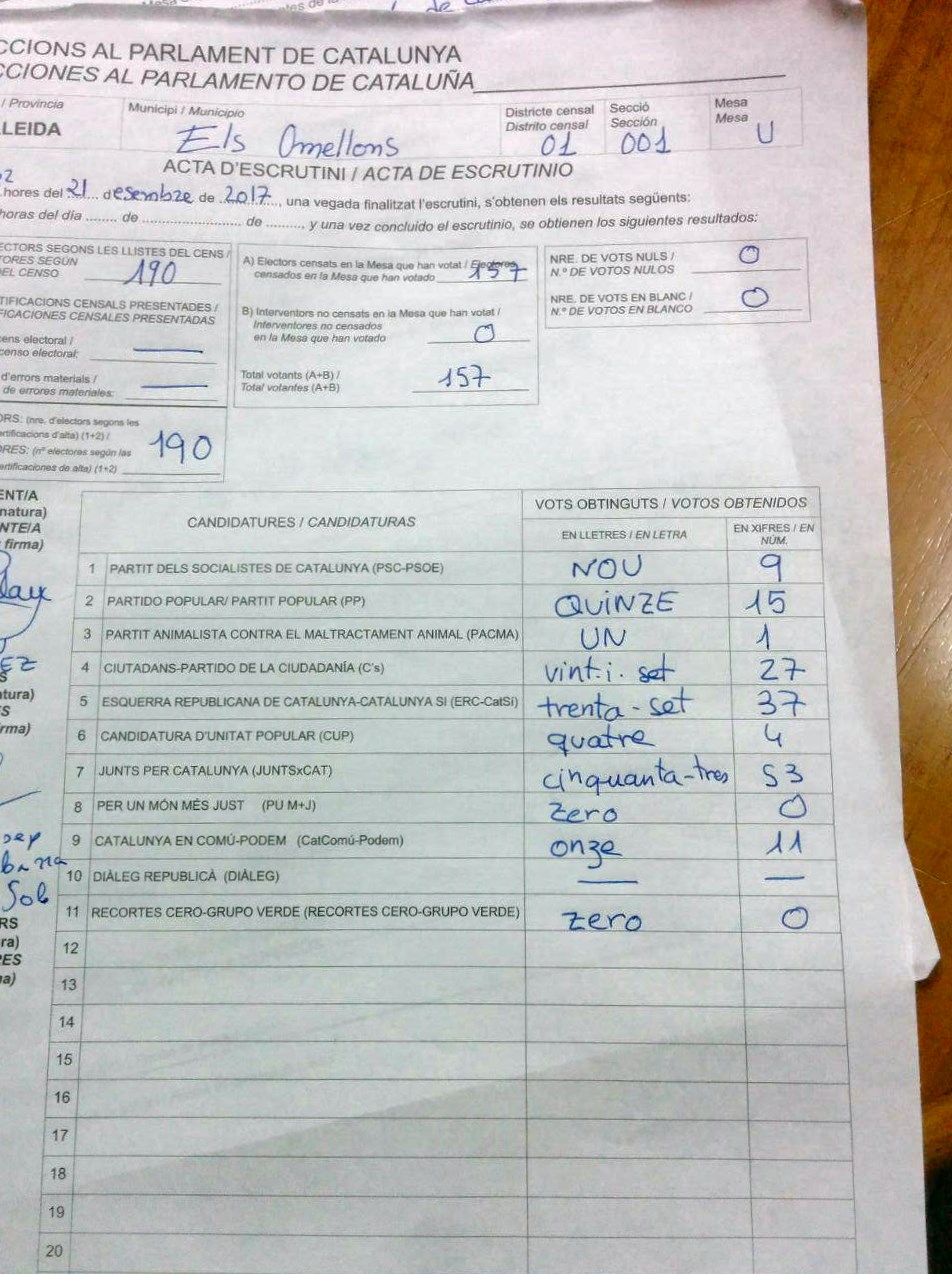 CCIONS AL PARLAMENT DE CATALUNYA
CCIONES AL PARLAMENTO DE CATALUÑA
/ Província Municipi / Municipio Districte censal Secció Mesa
Distrito censal Sección Mesa
LEIDA Els Omellons 01 001 U
ACTA D'ESCRUTINI / ACTA DE ESCRUTINIO
hores del 21 desembre de 2017, una vegada finalitzat l'escrutini, s'obtenen els resultats següents:
horas del día ........ de ........................ de ........., y una vez concluido el escrutinio, se obtienen los siguientes resultados:
ECTORS SEGONS LES LLISTES DEL CENS /
TORES SEGÚN
EL CENSO 190
TIFICACIONS CENSALS PRESENTADES /
FICACIONES CENSALES PRESENTADAS
ens electoral /
censo electoral: —
d'errors materials /
de errores materiales: —
ORS: (nre. d'electors segons les
ertificacions d'alta) (1+2) /
ORES: (nº electores según las
ertificaciones de alta) (1+2) 190
A) Electors censats en la Mesa que han votat / Electores
censados en la Mesa que han votado 157
B) Interventors no censats en la Mesa que han votat /
Interventores no censados
en la Mesa que han votado 0
Total votants (A+B) /
Total votantes (A+B) 157
NRE. DE VOTS NULS /
N.º DE VOTOS NULOS 0
NRE. DE VOTS EN BLANC /
N.º DE VOTOS EN BLANCO 0
ENT/A
natura)
NTE/A
firma)
CANDIDATURES / CANDIDATURAS VOTS OBTINGUTS / VOTOS OBTENIDOS
EN LLETRES / EN LETRA EN XIFRES / EN
NÚM.
1 PARTIT DELS SOCIALISTES DE CATALUNYA (PSC-PSOE) NOU 9
2 PARTIDO POPULAR/ PARTIT POPULAR (PP) QUINZE 15
3 PARTIT ANIMALISTA CONTRA EL MALTRACTAMENT ANIMAL (PACMA) UN 1
4 CIUTADANS-PARTIDO DE LA CIUDADANÍA (C's) vint.i.set 27
5 ESQUERRA REPUBLICANA DE CATALUNYA-CATALUNYA SÍ (ERC-CatSí) trenta-set 37
6 CANDIDATURA D'UNITAT POPULAR (CUP) quatre 4
7 JUNTS PER CATALUNYA (JUNTSxCAT) cinquanta-tres 53
8 PER UN MÓN MÉS JUST (PU M+J) zero 0
9 CATALUNYA EN COMÚ-PODEM (CatComú-Podem) onze 11
10 DIÀLEG REPUBLICÀ (DIÀLEG) — —
11 RECORTES CERO-GRUPO VERDE (RECORTES CERO-GRUPO VERDE) zero 0
12
13
14
15
16
17
18
19
20